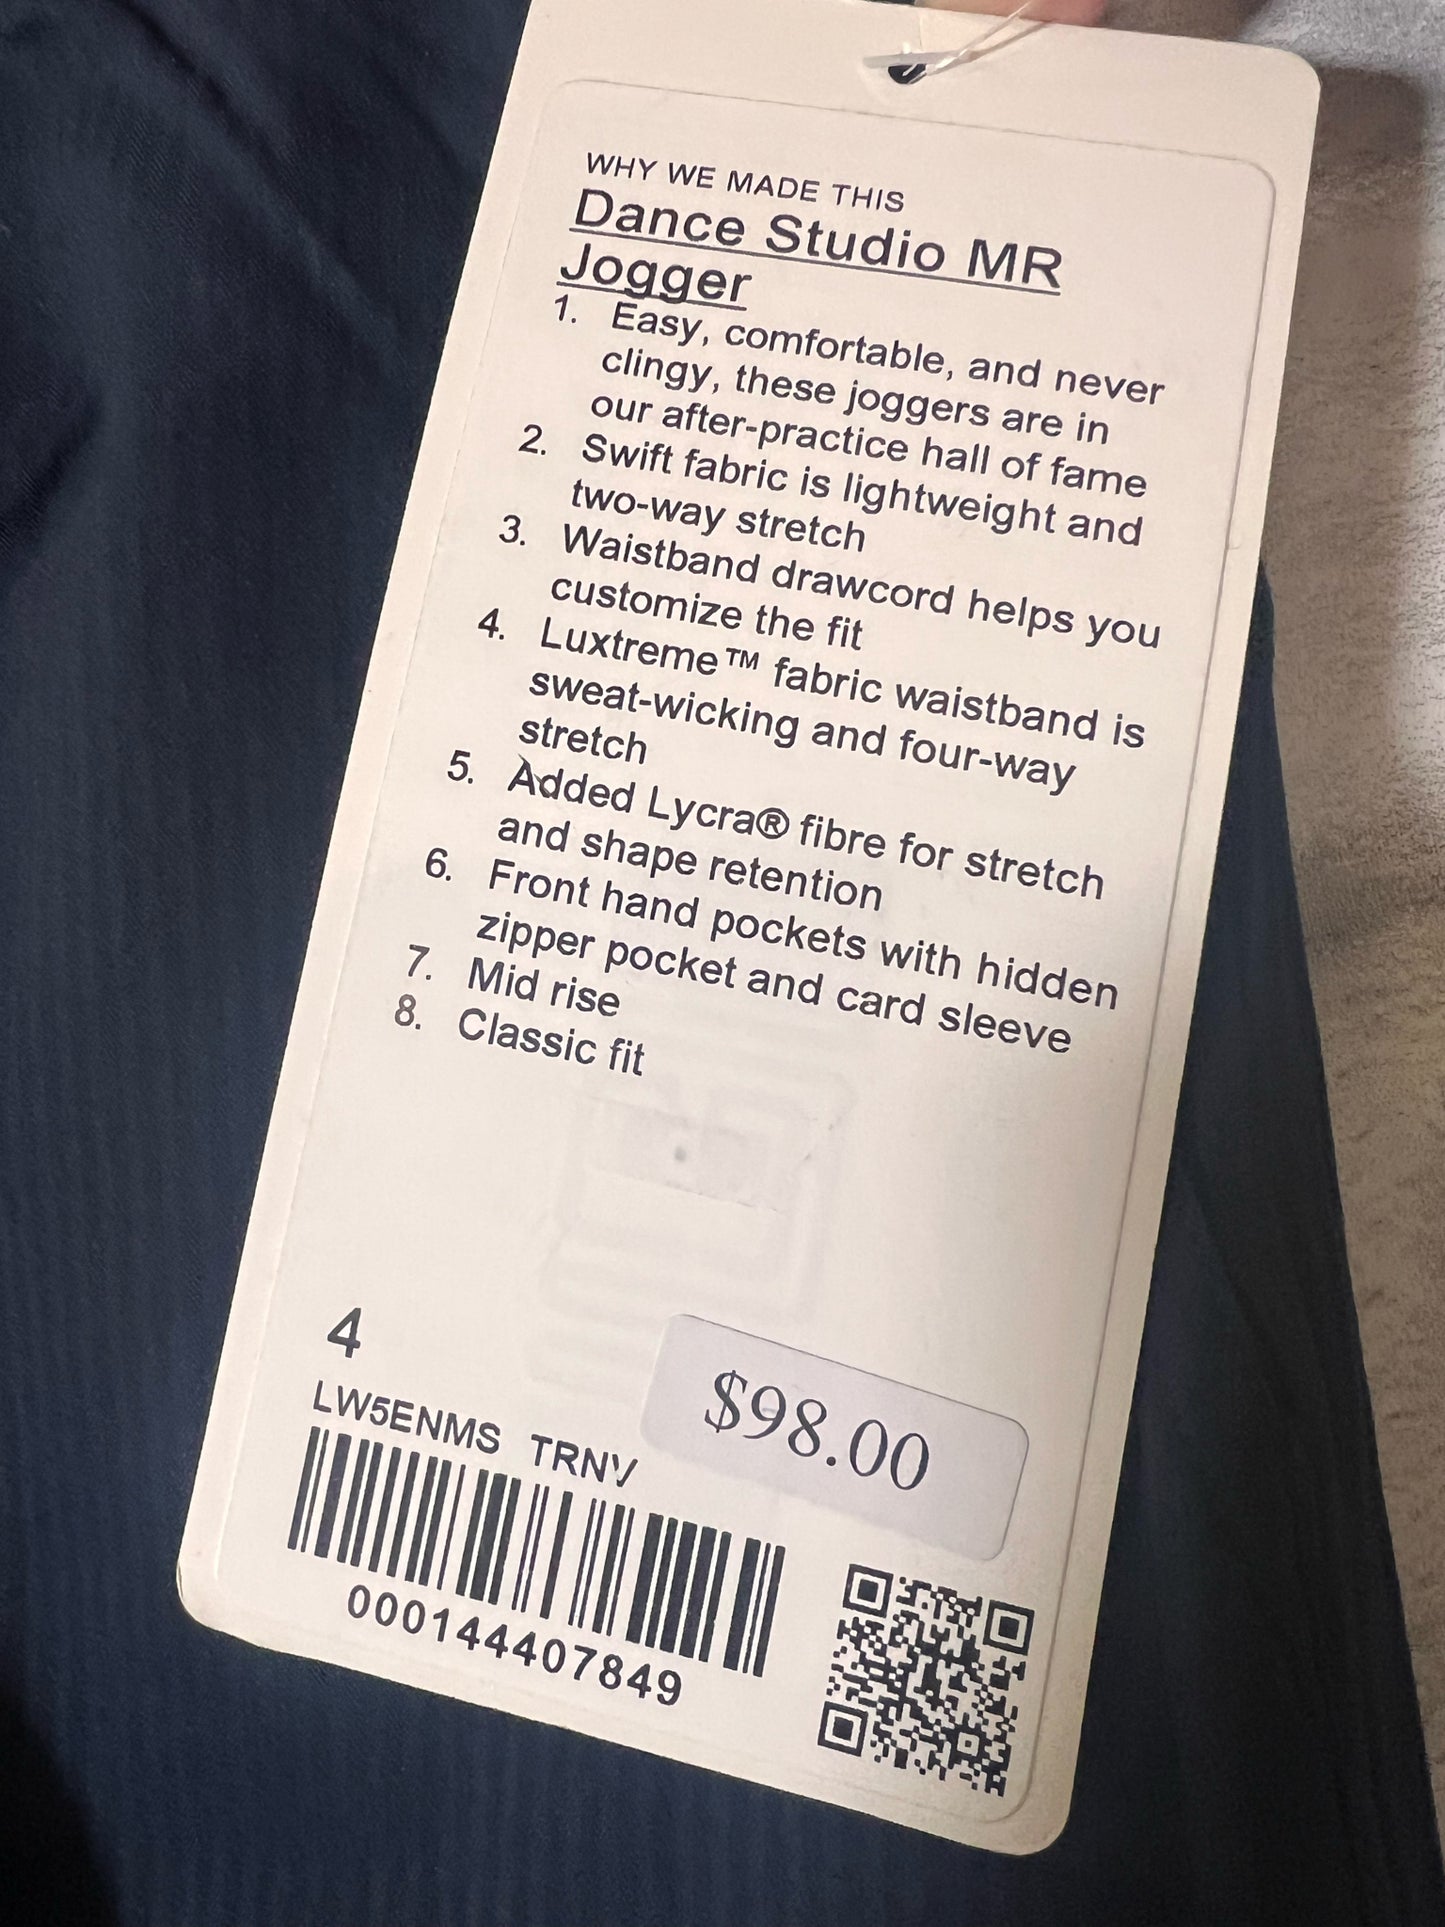 WHY WE MADE THIS
Dance Studio MR
Jogger
1. Easy, comfortable, and never
clingy, these joggers are in
our after-practice hall of fame
2. Swift fabric is lightweight and
two-way stretch
3. Waistband drawcord helps you
customize the fit
4. Luxtreme™ fabric waistband is
sweat-wicking and four-way
stretch
5. Added Lycra® fibre for stretch
and shape retention
6. Front hand pockets with hidden
zipper pocket and card sleeve
7. Mid rise
8. Classic fit
4
$98.00
LW5ENMS TRNV
000144407849